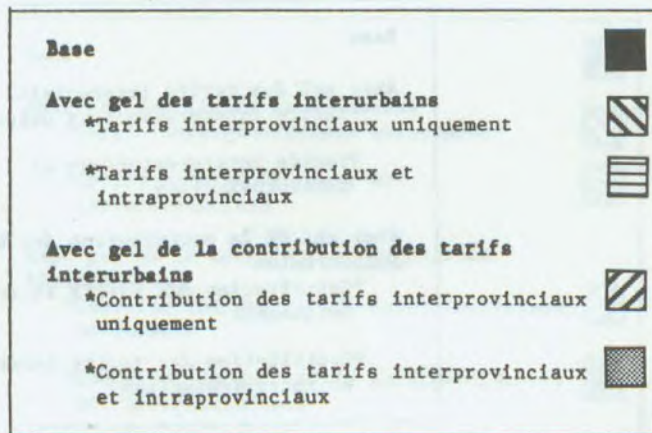 Base
Avec gel des tarifs interurbains
*Tarifs interprovinciaux uniquement
*Tarifs interprovinciaux et
intraprovinciaux
Avec gel de la contribution des tarifs
interurbains
*Contribution des tarifs interprovinciaux
uniquement
*Contribution des tarifs interprovinciaux
et intraprovinciaux